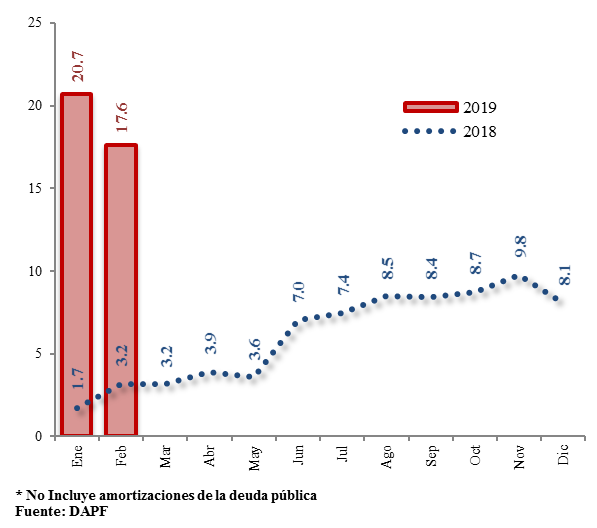 25
20
15
10
5
0
20.7
17.6
2019
2018
1.7
3.2
3.2
3.9
3.6
7.0
7.4
8.5
8.4
8.7
9.8
8.1
Ene
Feb
Mar
Abr
May
Jun
Jul
Ago
Sep
Oct
Nov
Dic
* No Incluye amortizaciones de la deuda pública
Fuente: DAPF